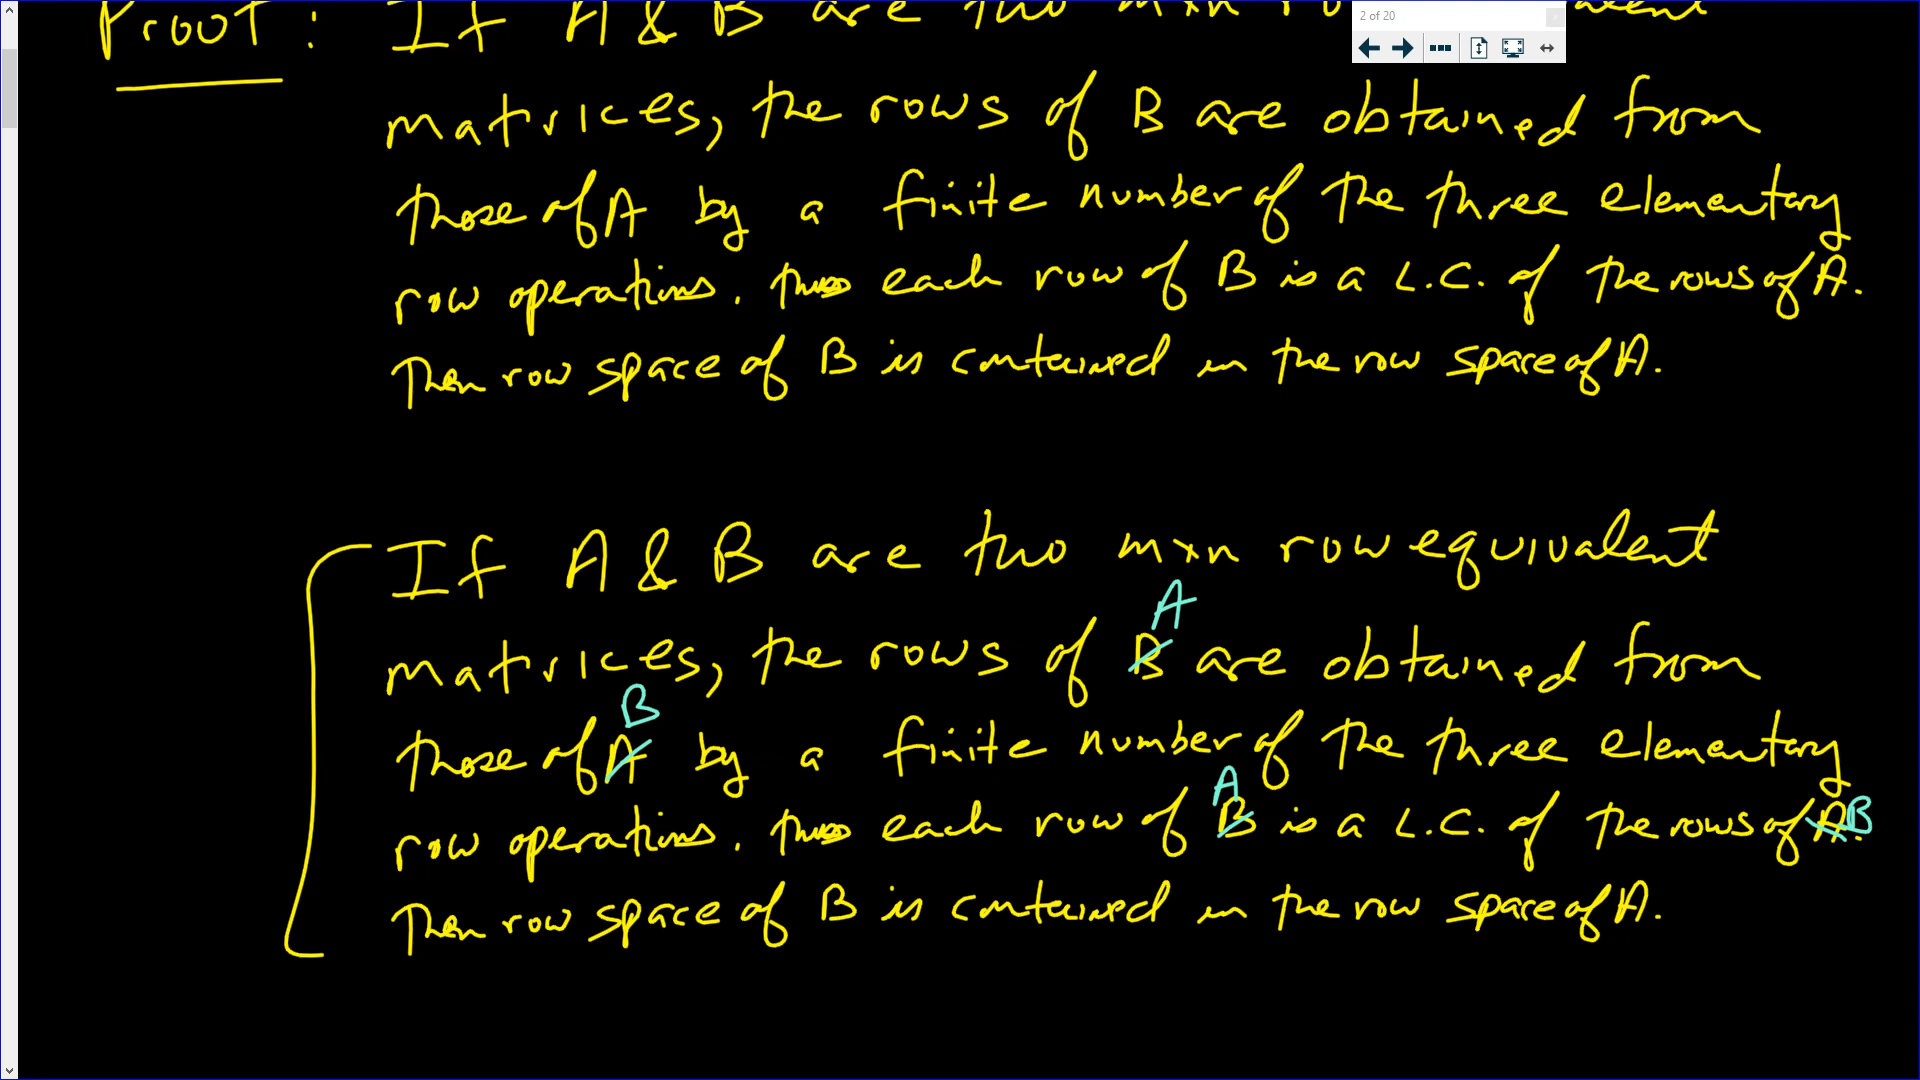 2 of 20
Proof: If A & B are two mxn
matrices, the rows of B are obtained from
those of A by a finite number of the three elementary
row operations. thus each row of B is a L.C. of the rows of A.
Then row space of B is contained in the row space of A.
If A & B are two mxn row equivalent
A
matrices, the rows of B are obtained from
B
those of A by a finite number of the three elementary
A
row operations. thus each row of B is a L.C. of the rows of A. B
Then row space of B is contained in the row space of A.